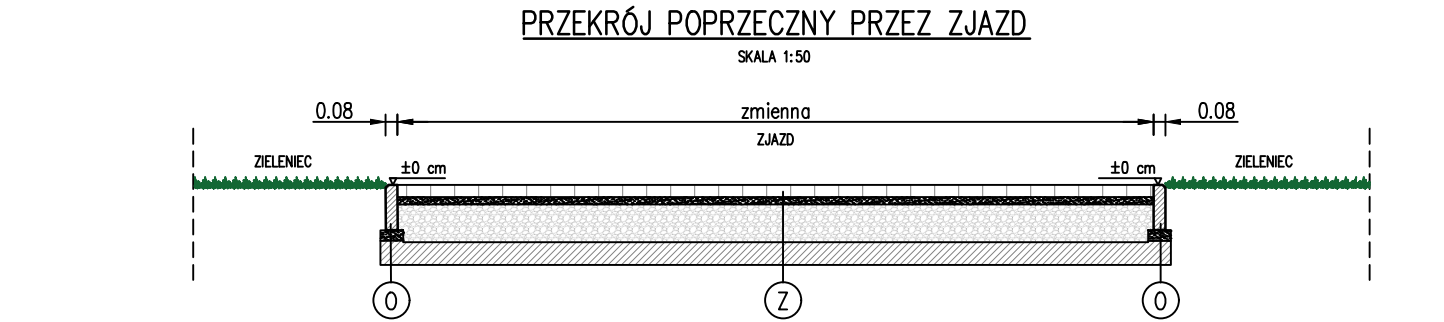 PRZEKRÓJ POPRZECZNY PRZEZ ZJAZD
SKALA 1:50
0.08 zmienna 0.08
ZJAZD
ZIELENIEC ±0 cm ±0 cm ZIELENIEC
O Z O